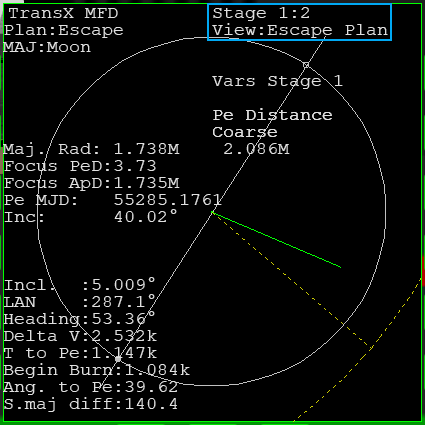 TransX MFD
Stage 1:2
Plan:Escape
View:Escape Plan
MAJ:Moon
Vars Stage 1
Pe Distance
Coarse
Maj. Rad: 1.738M
2.086M
Focus PeD:3.73
Focus ApD:1.735M
Pe MJD: 55285.1761
Inc: 40.02°
Incl. :5.009°
LAN :287.1°
Heading:53.36°
Delta V:2.532k
T to Pe:1.147k
Begin Burn:1.084k
Ang. to Pe:39.62
S.maj diff:140.4